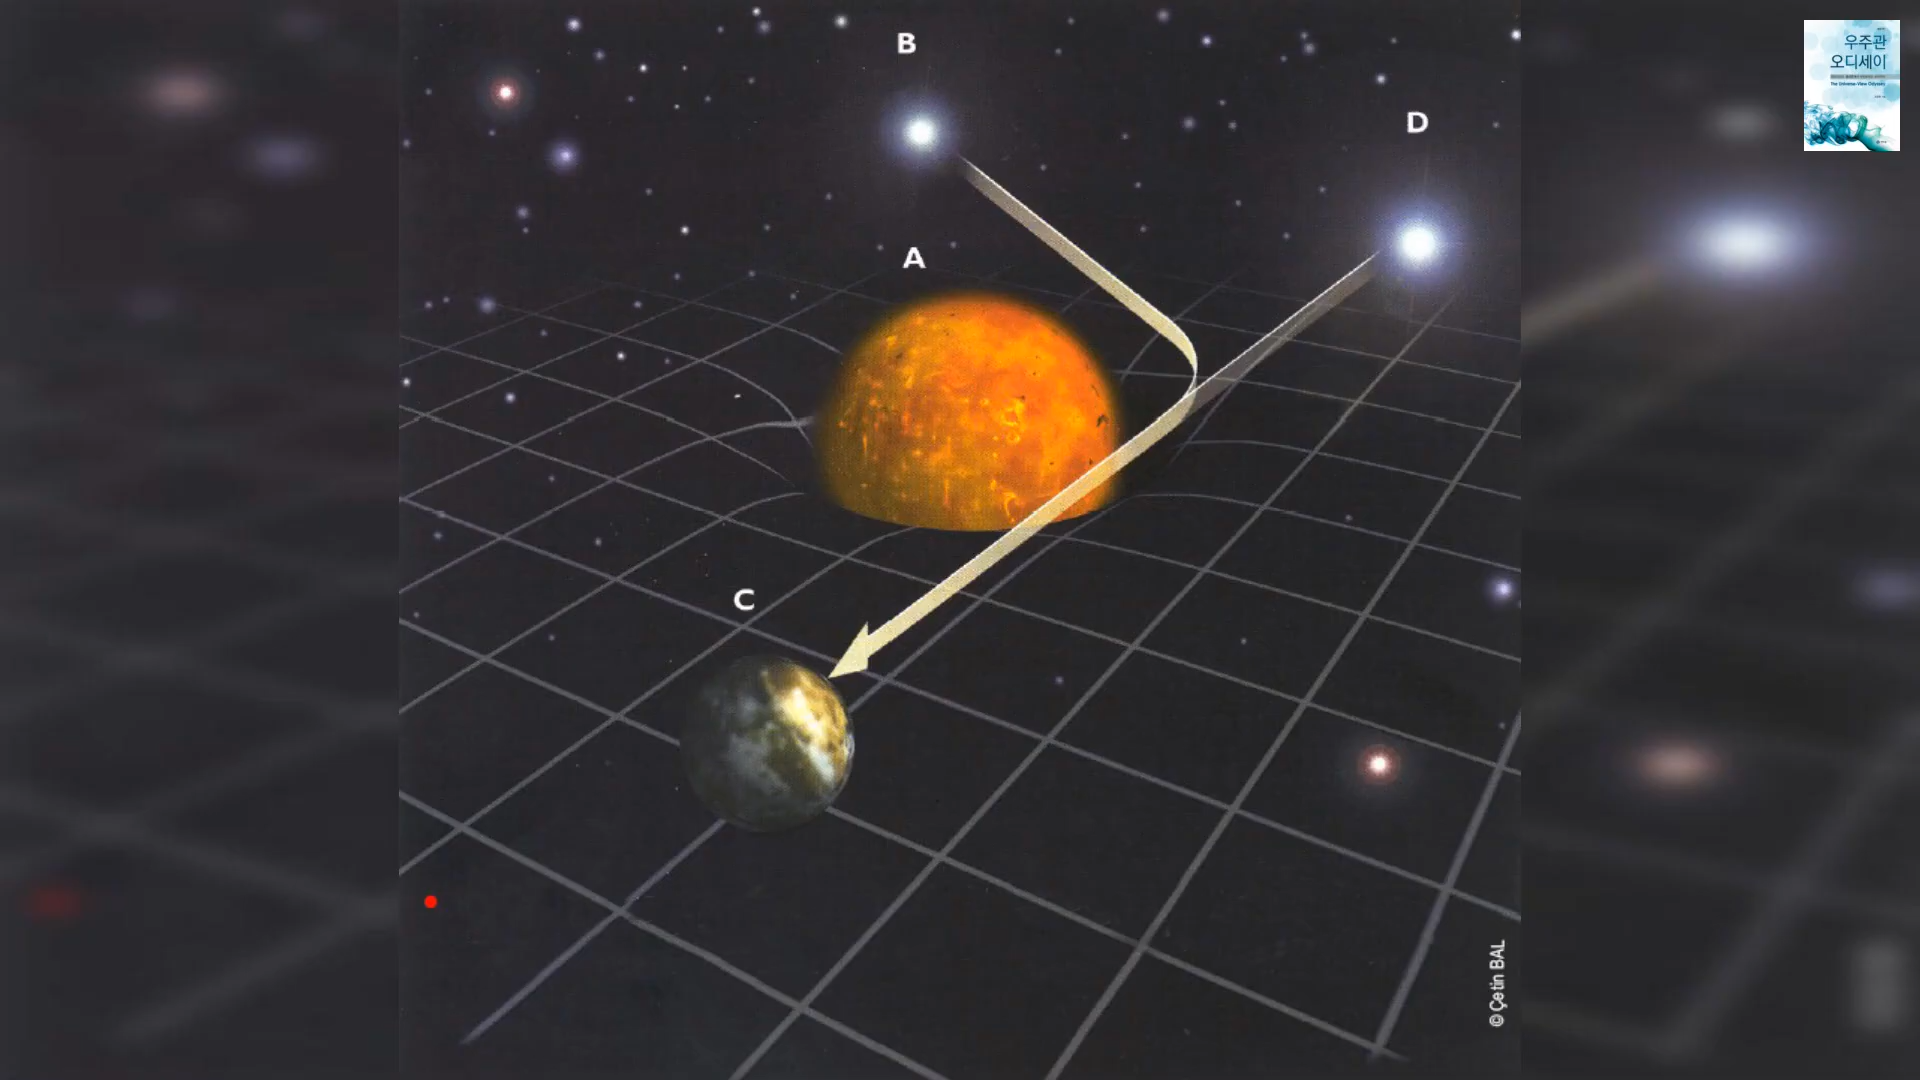 B
D
A
C
우주관
오디세이
The Universe-View Odyssey
© Çetin BAL